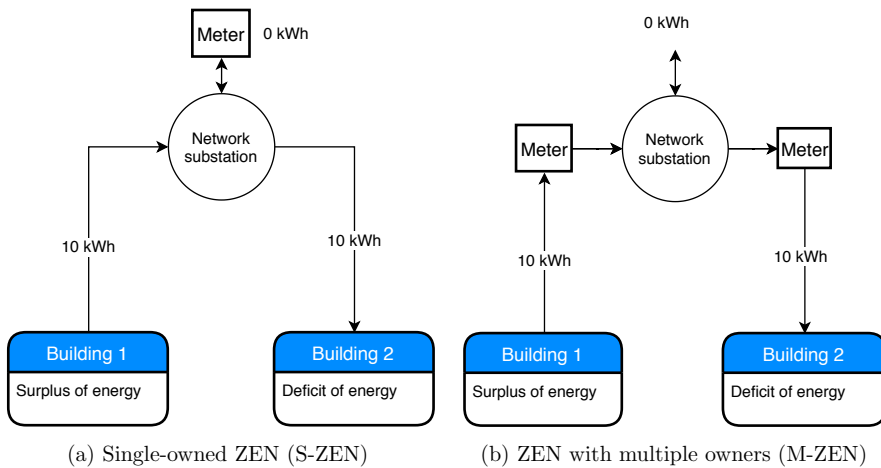 Meter
0 kWh
Network
substation
10 kWh
10 kWh
Building 1
Surplus of energy
Building 2
Deficit of energy
(a) Single-owned ZEN (S-ZEN)
0 kWh
Meter
Network
substation
Meter
10 kWh
10 kWh
Building 1
Surplus of energy
Building 2
Deficit of energy
(b) ZEN with multiple owners (M-ZEN)